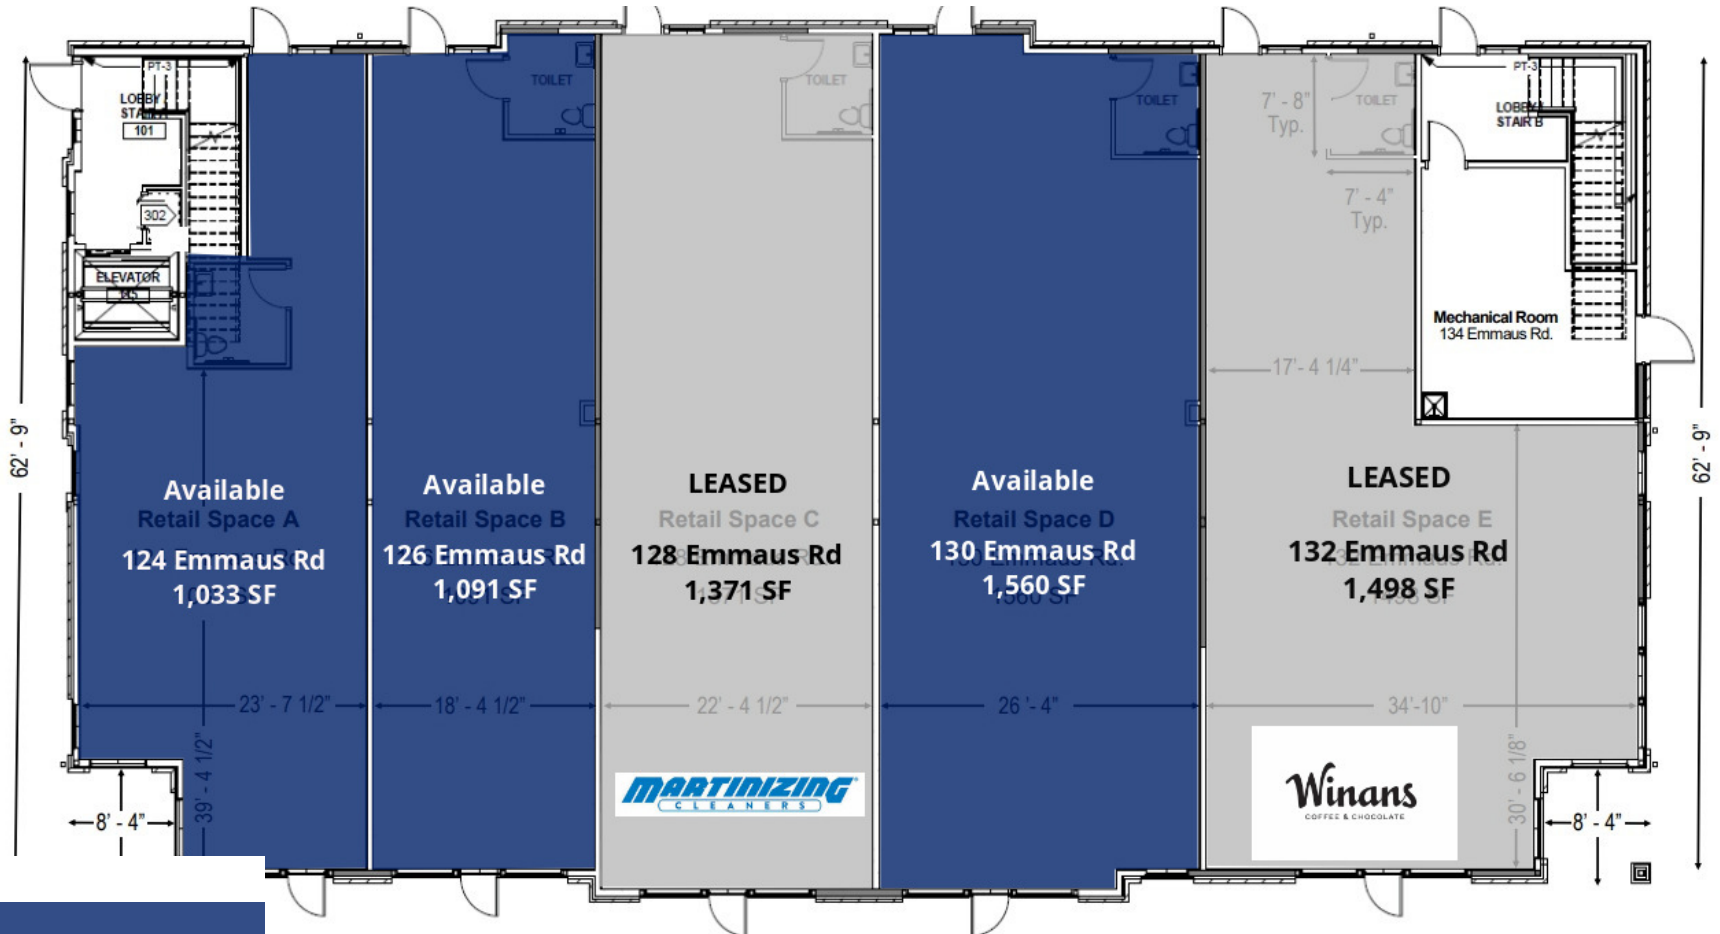 PT-3
LOBBY
STAIR
101
302
ELEVATOR
62' - 9"
Available
Retail Space A
124 Emmaus Rd
1,033 SF
23' - 7 1/2"
39' - 4 1/2"
8' - 4"
TOILET
Available
Retail Space B
126 Emmaus Rd
1,091 SF
18' - 4 1/2"
TOILET
LEASED
Retail Space C
128 Emmaus Rd
1,371 SF
22' - 4 1/2"
MARTINIZING
CLEANERS
TOILET
Available
Retail Space D
130 Emmaus Rd
1,560 SF
26' - 4"
7' - 8"
Typ.
TOILET
7' - 4"
Typ.
17' - 4 1/4"
LEASED
Retail Space E
132 Emmaus Rd
1,498 SF
34'-10"
Winans
COFFEE & CHOCOLATE
30' - 6 1/8"
PT-3
LOBBY
STAIR B
Mechanical Room
134 Emmaus Rd.
62' - 9"
8' - 4"